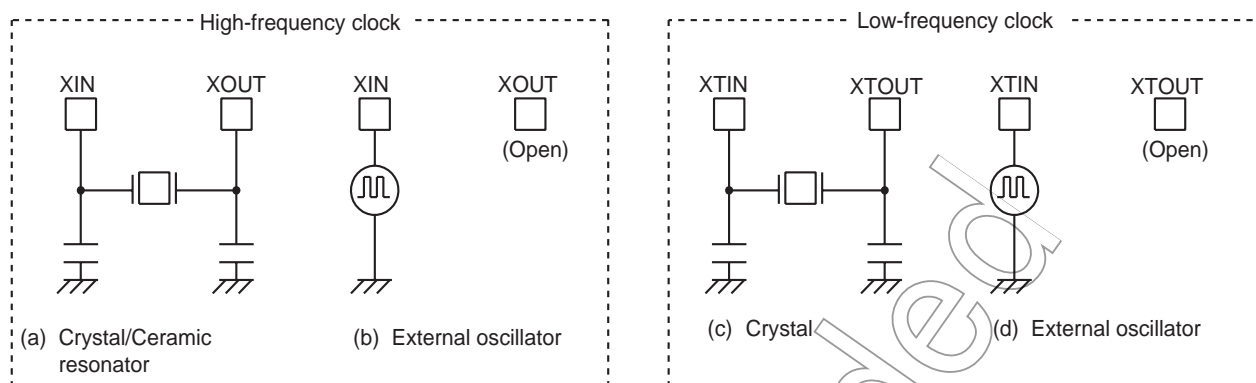 High-frequency clock
XIN XOUT XIN XOUT
(Open)
(a) Crystal/Ceramic
resonator
(b) External oscillator
Low-frequency clock
XTIN XTOUT XTIN XTOUT
(Open)
(c) Crystal
(d) External oscillator
ded